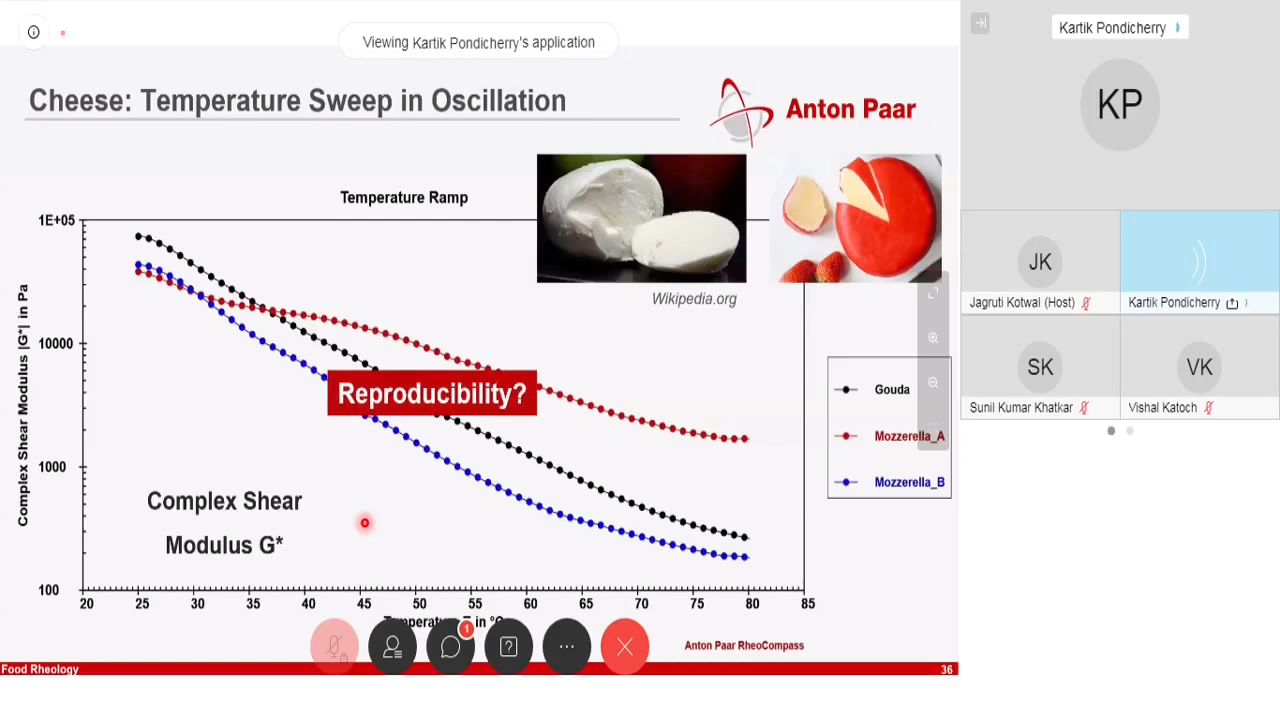 Viewing Kartik Pondicherry's application
Cheese: Temperature Sweep in Oscillation
Anton Paar
Temperature Ramp
1E+05
10000
1000
100
Complex Shear Modulus |G*| in Pa
Wikipedia.org
Reproducibility?
Complex Shear
Modulus G*
Gouda
Mozzerella_A
Mozzerella_B
20 25 30 35 40 45 50 55 60 65 70 75 80 85
in °C
1
?
Anton Paar RheoCompass
Food Rheology
36
Kartik Pondicherry
KP
JK
Jagruti Kotwal (Host)
Kartik Pondicherry
SK
Sunil Kumar Khatkar
VK
Vishal Katoch